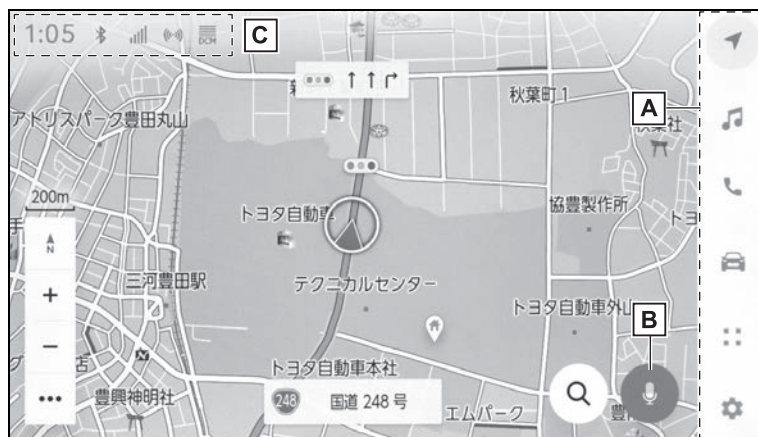 1:05
DCM
C
A
B
秋葉町1
アトリスパーク豊田丸山
200m
トヨタ自動車
協豊製作所
N
三河豊田駅
テクニカルセンター
トヨタ自動車外山
トヨタ自動車本社
豊興神明社
248
国道 248 号
エムパーク